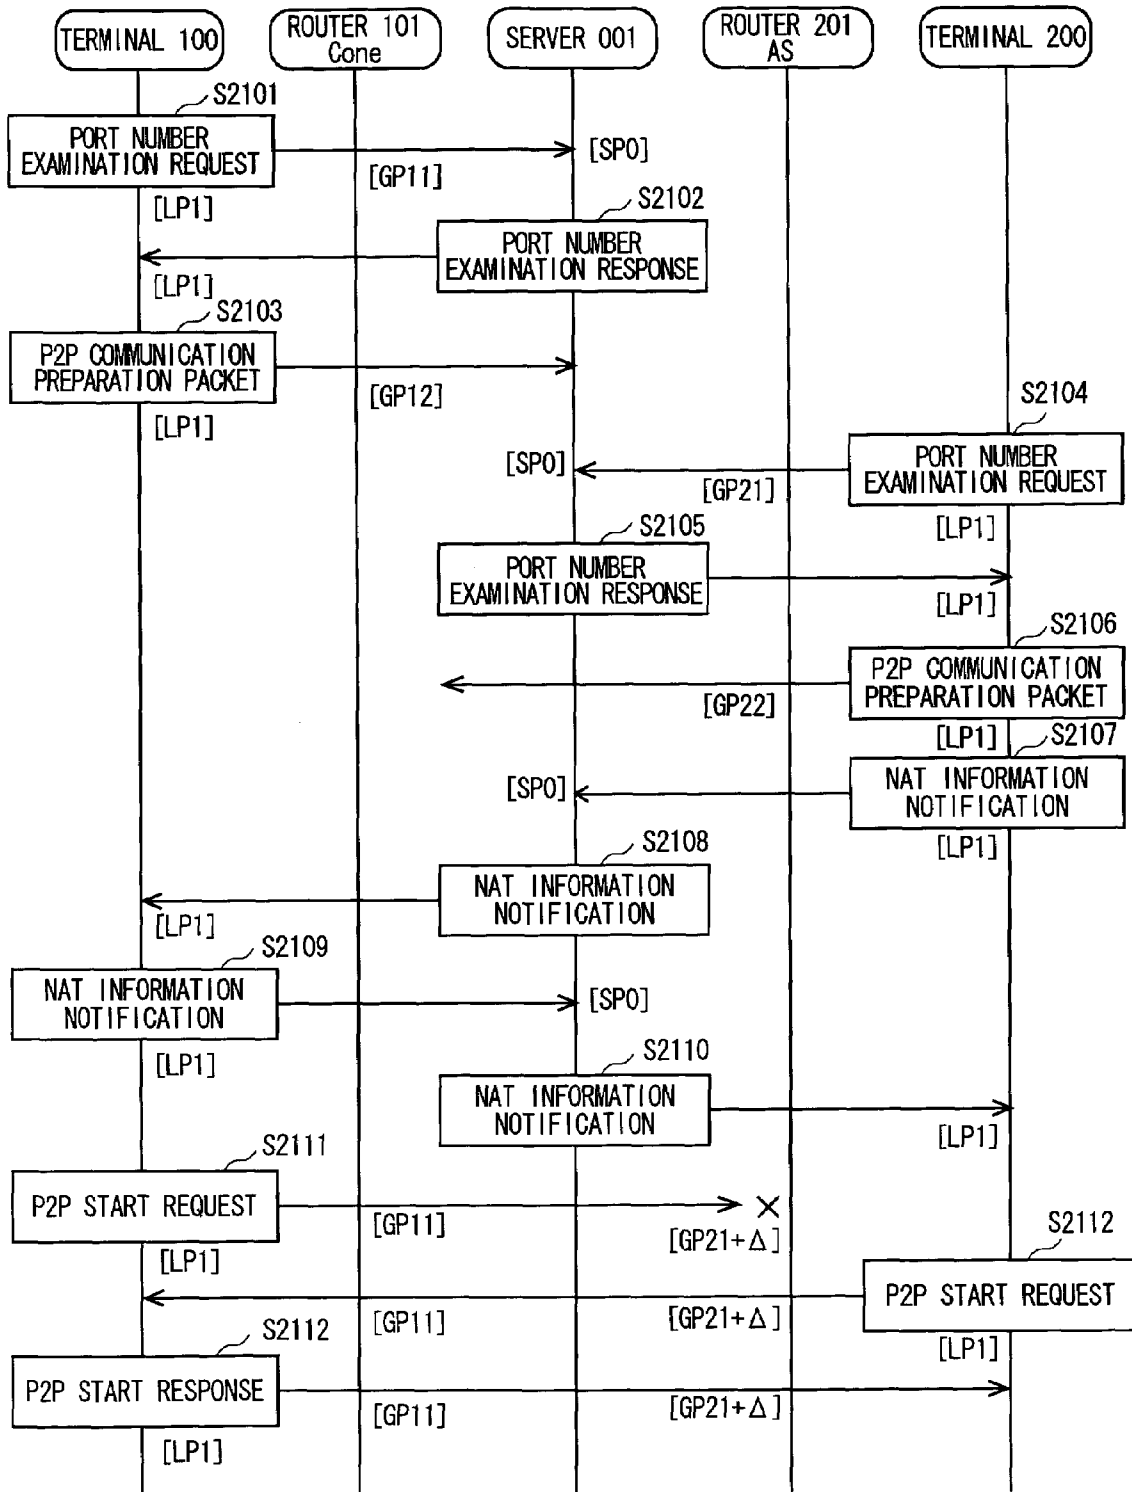 TERMINAL 100
ROUTER 101
Cone
SERVER 001
ROUTER 201
AS
TERMINAL 200
S2101
PORT NUMBER
EXAMINATION REQUEST
[SP0]
[GP11]
[LP1]
S2102
PORT NUMBER
EXAMINATION RESPONSE
[LP1]
S2103
P2P COMMUNICATION
PREPARATION PACKET
[GP12]
[LP1]
S2104
PORT NUMBER
EXAMINATION REQUEST
[SP0]
[GP21]
[LP1]
S2105
PORT NUMBER
EXAMINATION RESPONSE
[LP1]
S2106
P2P COMMUNICATION
PREPARATION PACKET
[GP22]
[LP1]
S2107
NAT INFORMATION
NOTIFICATION
[SP0]
[LP1]
S2108
NAT INFORMATION
NOTIFICATION
[LP1]
S2109
NAT INFORMATION
NOTIFICATION
[SP0]
[LP1]
S2110
NAT INFORMATION
NOTIFICATION
[LP1]
S2111
P2P START REQUEST
×
[GP11]
[GP21+Δ]
[LP1]
S2112
P2P START REQUEST
[GP11]
[GP21+Δ]
[LP1]
S2112
P2P START RESPONSE
[GP11]
[GP21+Δ]
[LP1]